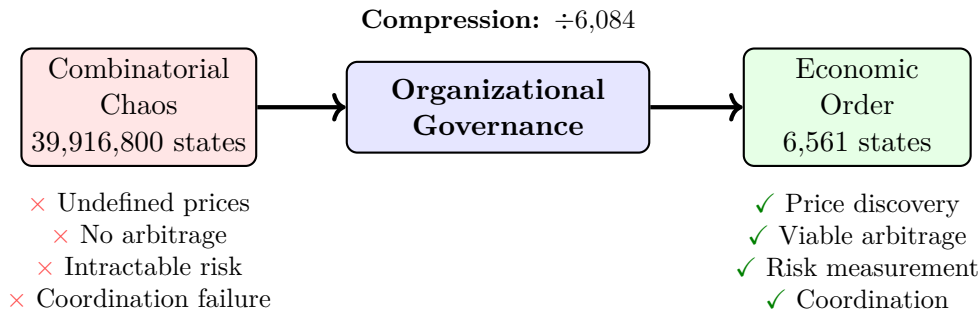 Compression: ÷6,084
Combinatorial
Chaos
39,916,800 states
Organizational
Governance
Economic
Order
6,561 states
× Undefined prices
× No arbitrage
× Intractable risk
× Coordination failure
✓ Price discovery
✓ Viable arbitrage
✓ Risk measurement
✓ Coordination